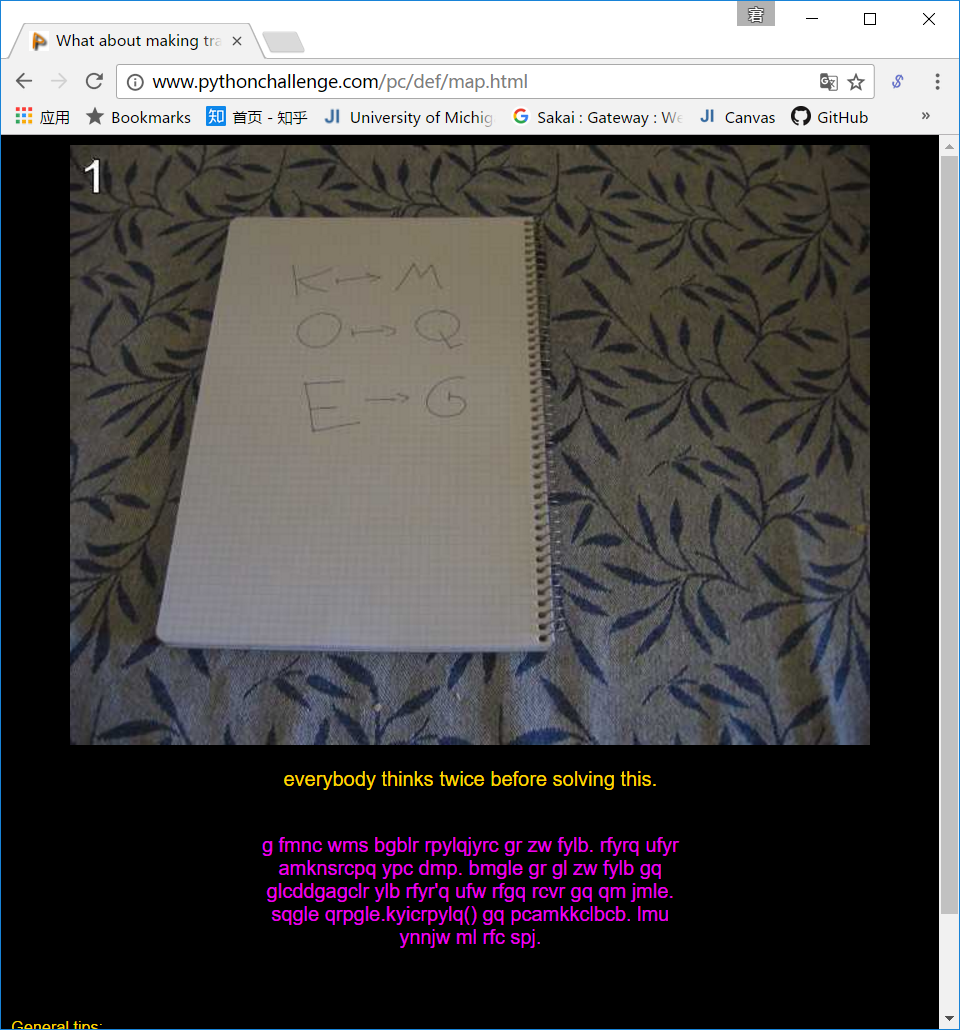 君
What about making tra
www.pythonchallenge.com/pc/def/map.html
应用 Bookmarks 知 首页 - 知乎 JI University of Michig G Sakai : Gateway : We JI Canvas GitHub »
1
K → M
O → Q
E → G
everybody thinks twice before solving this.
g fmnc wms bgblr rpylqjyrc gr zw fylb. rfyrq ufyr
amknsrcpq ypc dmp. bmgle gr gl zw fylb gq
glcddgagclr ylb rfyr'q ufw rfgq rcvr gq qm jmle.
sqgle qrpgle.kyicrpylq() gq pcamkkclbcb. lmu
ynnjw ml rfc spj.
General tips: